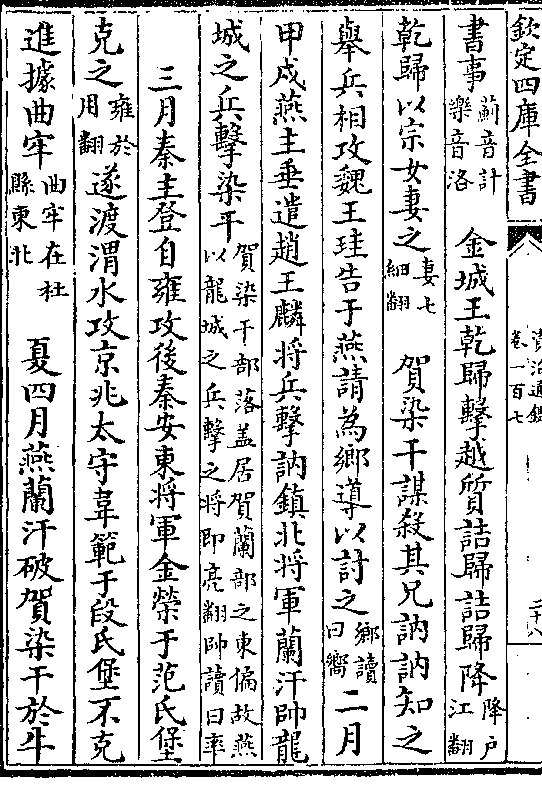 欽定四庫全書
資治通鑑
卷一百七
二十八
書事薊音計樂音洛 金城王乾歸擊越質詰歸詰歸降降户江翻
乾歸以宗女妻之妻七細翻 賀染干謀殺其兄訥訥知之
舉兵相攻魏王珪告于燕請為鄉導以討之鄉讀曰嚮二月
甲戌燕主垂遣趙王麟将兵擊訥鎮北将軍蘭汗帥龍
城之兵擊染干賀染干部落盖居賀蘭部之東偏故燕以龍城之兵擊之将即亮翻帥讀曰率
三月秦主登自雍攻後秦安東将軍金榮于范氏堡
克之雍於用翻遂渡渭水攻京兆太守韋範于段氏堡不克
進據曲牢曲牢在杜縣東北 夏四月燕蘭汗破賀染干於牛